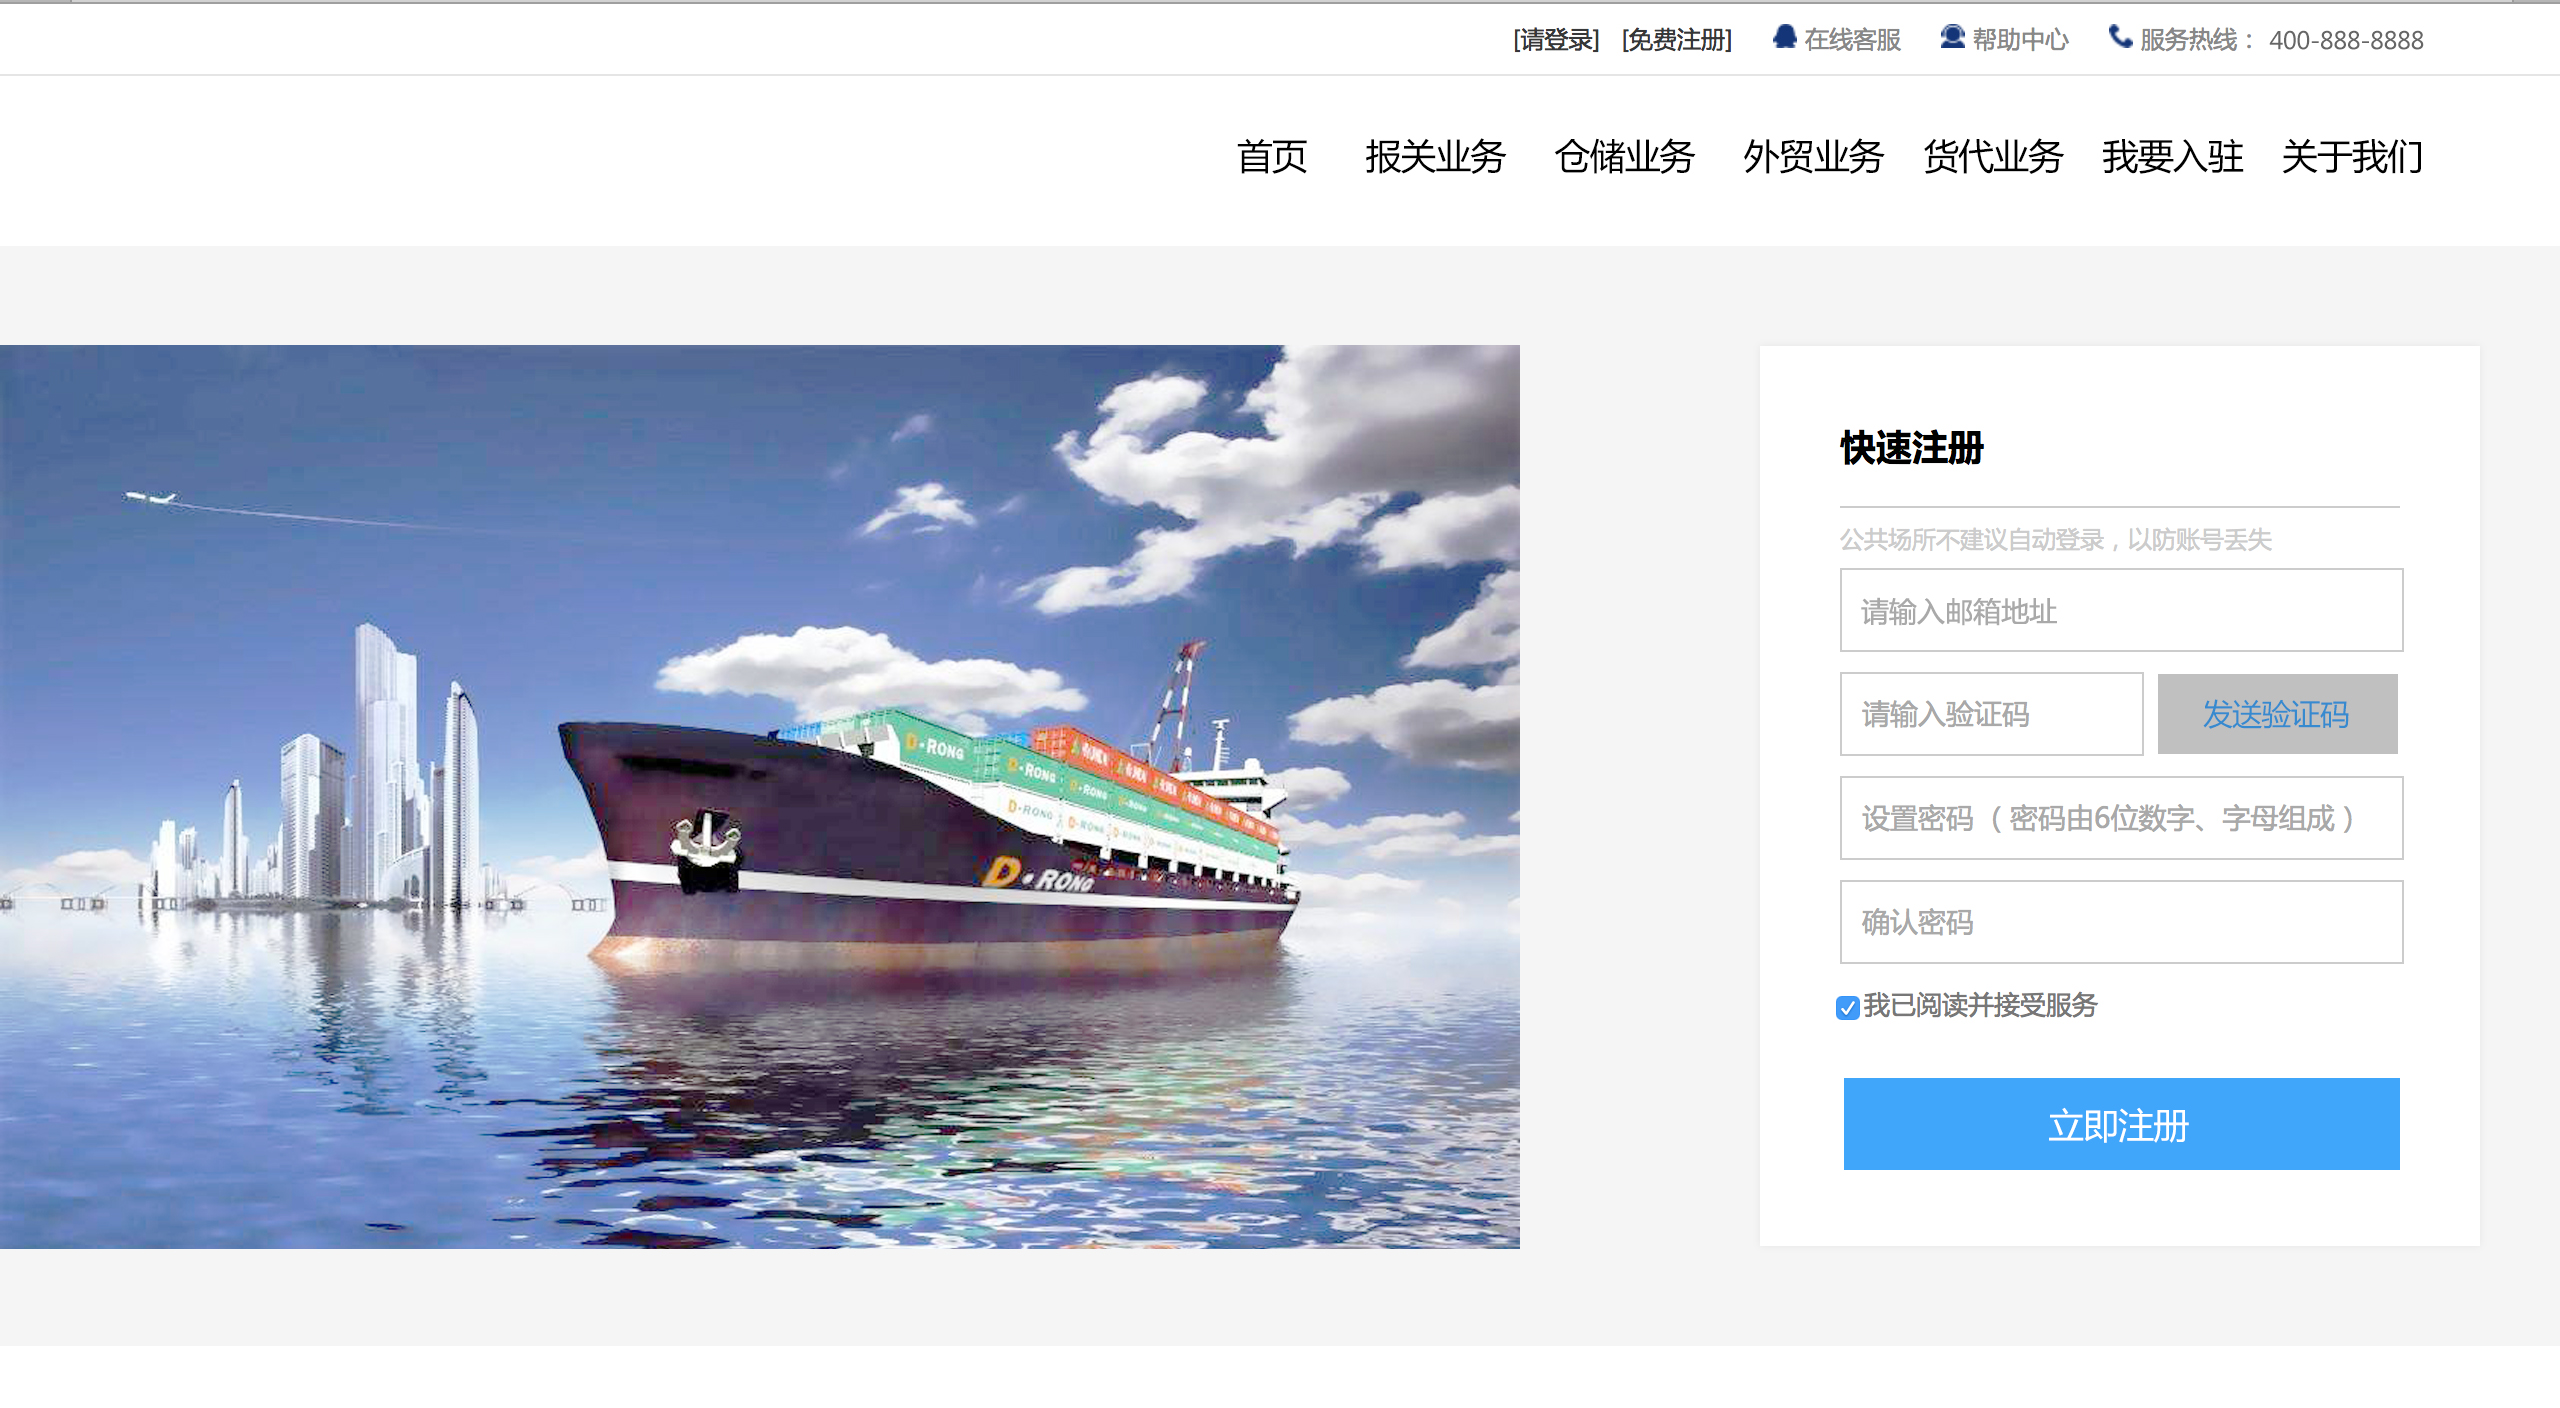 [请登录] [免费注册] 在线客服 帮助中心 服务热线： 400-888-8888
首页 报关业务 仓储业务 外贸业务 货代业务 我要入驻 关于我们
快速注册
公共场所不建议自动登录，以防账号丢失
请输入邮箱地址
请输入验证码 发送验证码
设置密码 （ 密码由6位数字、字母组成 ）
确认密码
我已阅读并接受服务
立即注册
D·RONG
D·RONG
D·RONG
D·RONG
D·RONG
D·RONG